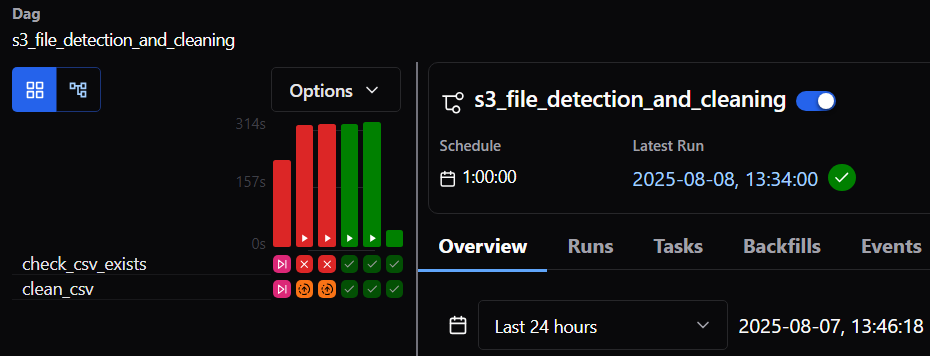 Dag
s3_file_detection_and_cleaning
Options
314s
157s
0s
check_csv_exists
clean_csv
s3_file_detection_and_cleaning
Schedule
Latest Run
1:00:00
2025-08-08, 13:34:00
Overview Runs Tasks Backfills Events
Last 24 hours
2025-08-07, 13:46:18